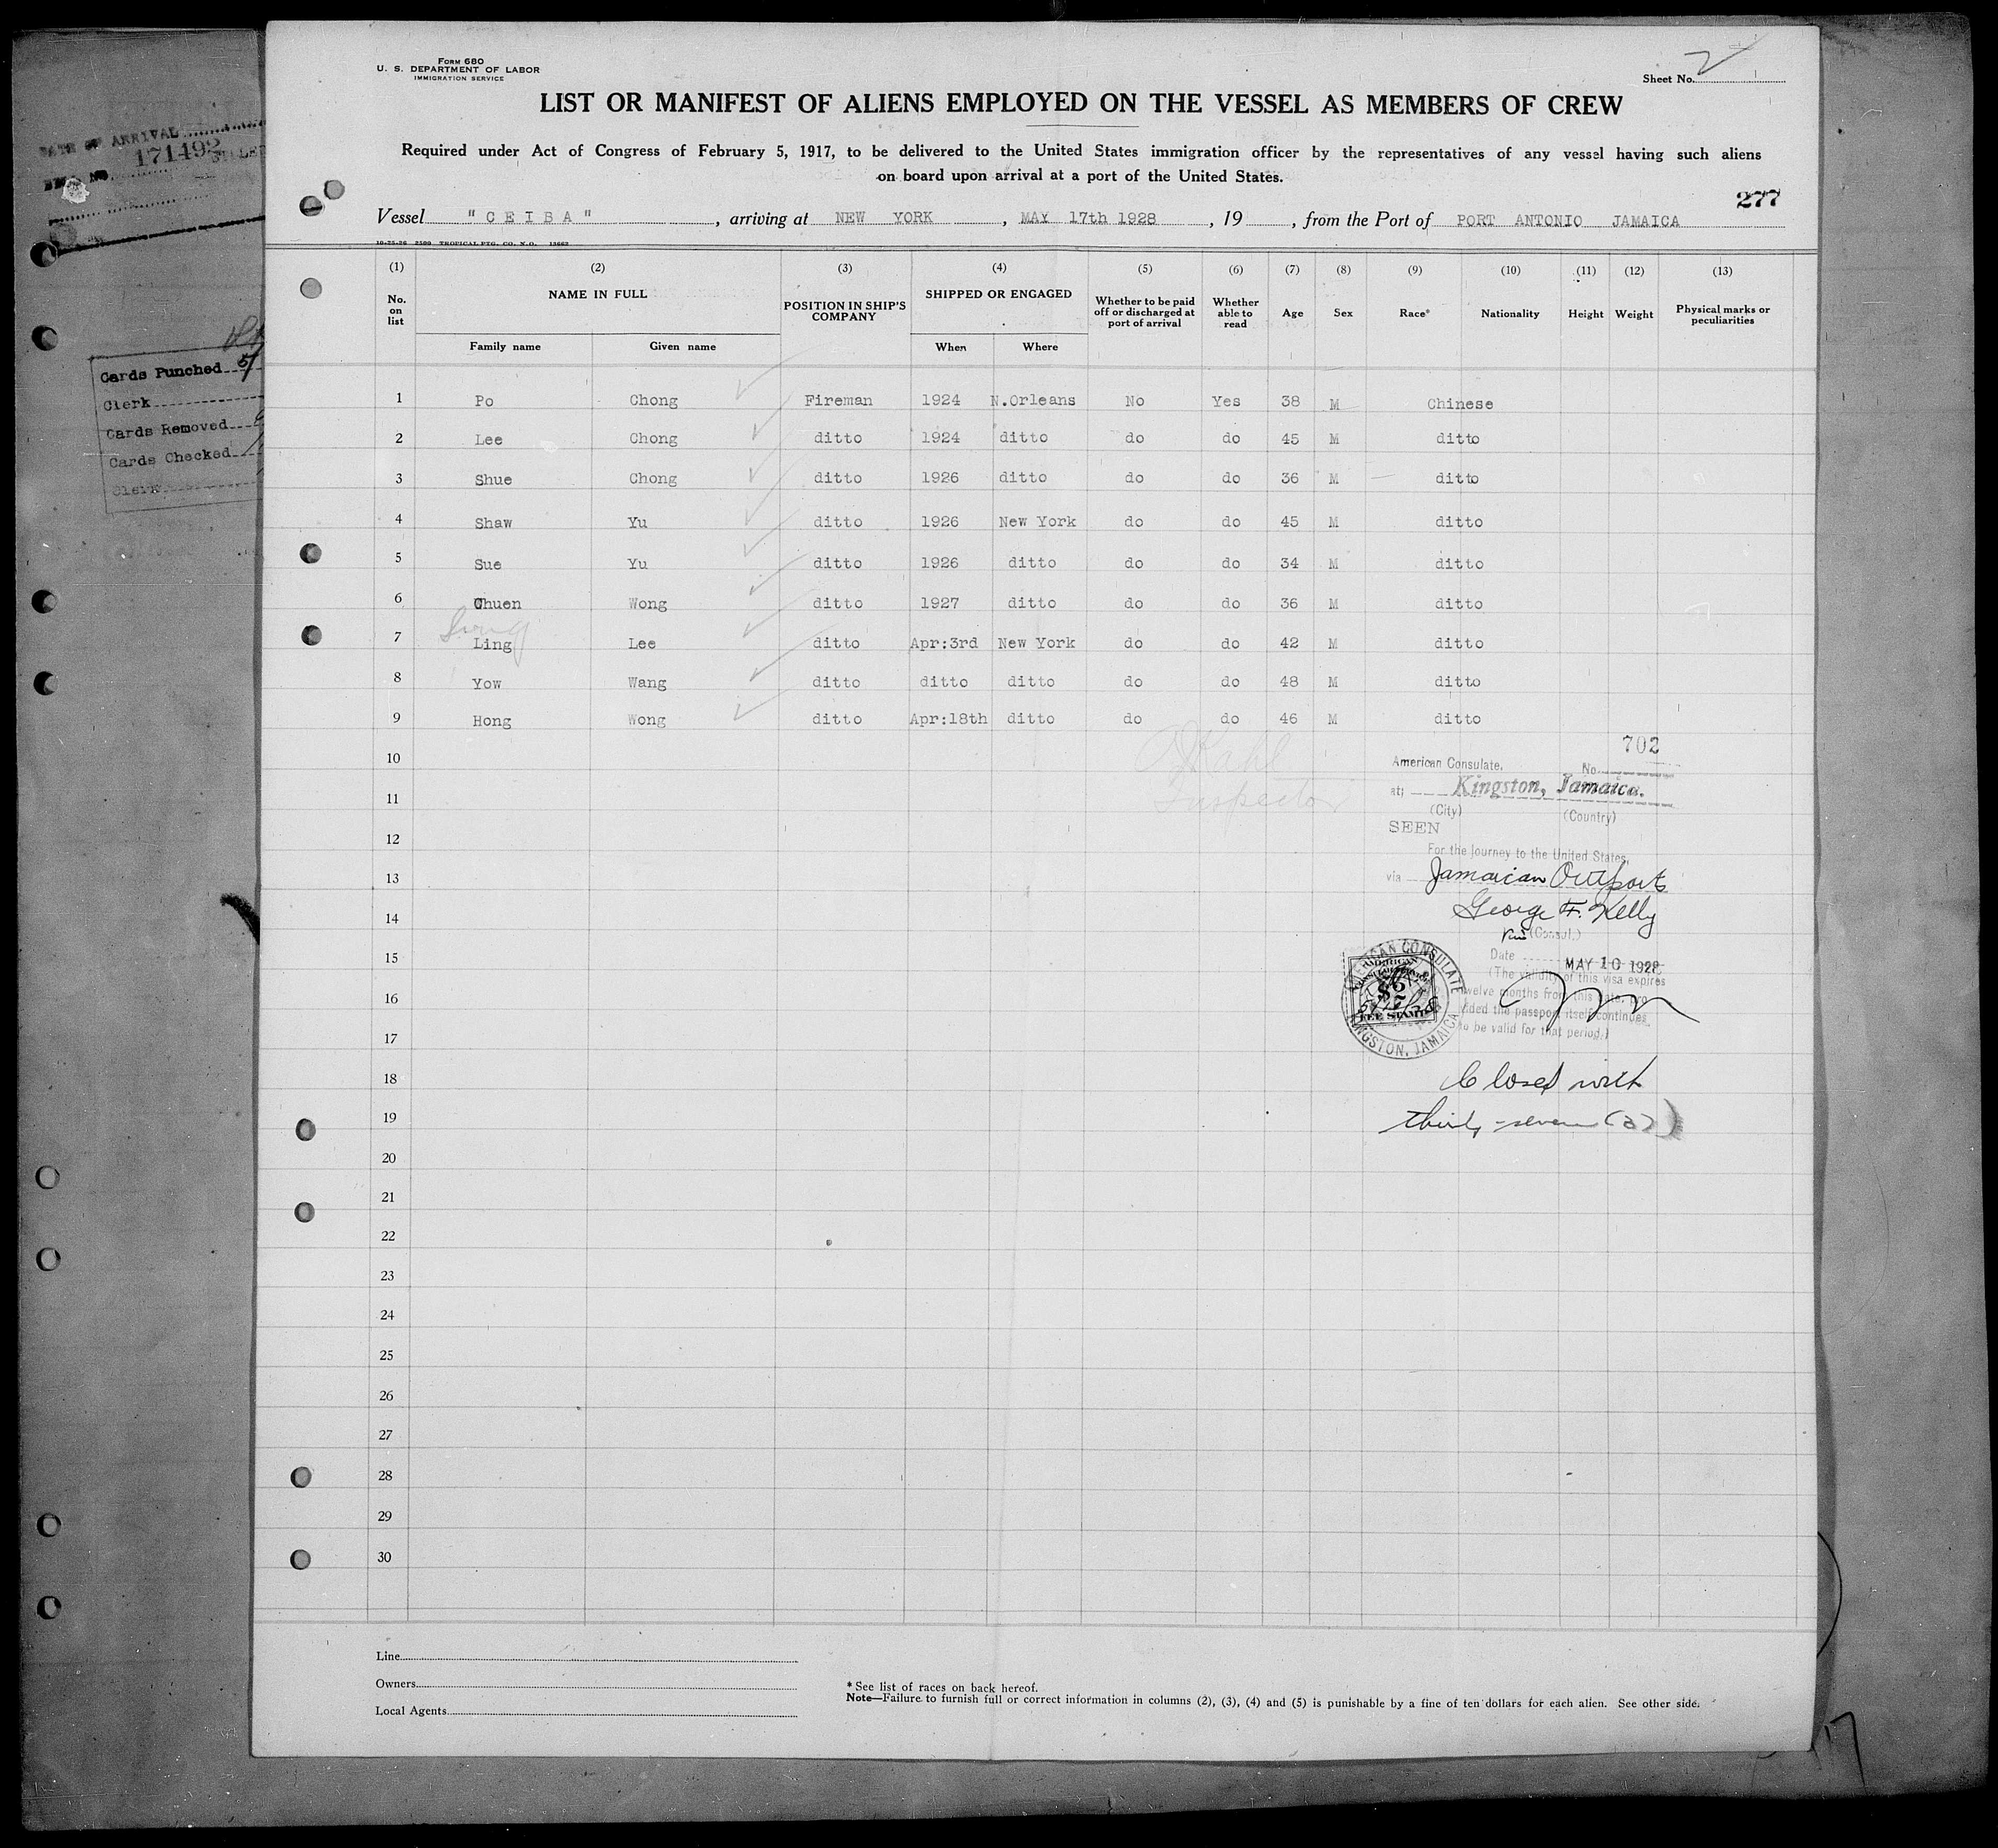 FORM 680
U. S. DEPARTMENT OF LABOR
IMMIGRATION SERVICE
Sheet No. 2
LIST OR MANIFEST OF ALIENS EMPLOYED ON THE VESSEL AS MEMBERS OF CREW
Required under Act of Congress of February 5, 1917, to be delivered to the United States immigration officer by the representatives of any vessel having such aliens
on board upon arrival at a port of the United States.
277
Vessel "CEIBA", arriving at NEW YORK, MAY 17th 1928, 19, from the Port of PORT ANTONIO JAMAICA
10-25-26 2500 TROPICAL PTG. CO. N.O. 13662
(1) (2) (3) (4) (5) (6) (7) (8) (9) (10) (11) (12) (13)
No. on list NAME IN FULL POSITION IN SHIP'S COMPANY SHIPPED OR ENGAGED Whether to be paid off or discharged at port of arrival Whether able to read Age Sex Race* Nationality Height Weight Physical marks or peculiarities
Family name Given name When Where
1 Po Chong Fireman 1924 N.Orleans No Yes 38 M Chinese
2 Lee Chong ditto 1924 ditto do do 45 M ditto
3 Shue Chong ditto 1926 ditto do do 36 M ditto
4 Shaw Yu ditto 1926 New York do do 45 M ditto
5 Sue Yu ditto 1926 ditto do do 34 M ditto
6 Chuen Wong ditto 1927 ditto do do 36 M ditto
7 Ling Lee ditto Apr:3rd New York do do 42 M ditto
8 Yow Wang ditto ditto ditto do do 48 M ditto
9 Hong Wong ditto Apr:18th ditto do do 46 M ditto
10
11
12
13
14
15
16
17
18
19
20
21
22
23
24
25
26
27
28
29
30
Kahl
Inspector
702
American Consulate, No.
at; Kingston, Jamaica.
(City) (Country)
SEEN
For the Journey to the United States,
via Jamaican Outports
George F. Kelly
(Consul,)
Date MAY 10 1928
(The validity of this visa expires
twelve months from this date, pro
vided the passport itself continues
to be valid for that period.)
AMERICAN CONSULATE
KINGSTON, JAMAICA
FEE STAMP
Closed with
thirty-seven (37)
Line
Owners
Local Agents
* See list of races on back hereof.
Note—Failure to furnish full or correct information in columns (2), (3), (4) and (5) is punishable by a fine of ten dollars for each alien. See other side.
DATE OF ARRIVAL
171492
Cards Punched 5/
Clerk
Cards Removed
Cards Checked
Clerk